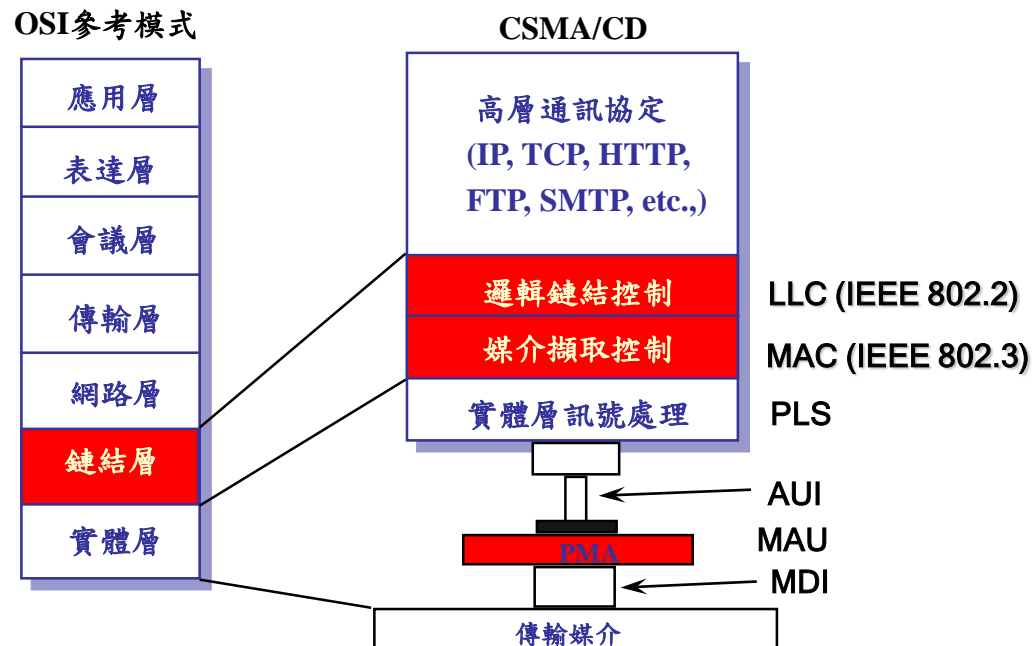 OSI參考模式
應用層
表達層
會議層
傳輸層
網路層
鏈結層
實體層
CSMA/CD
高層通訊協定
(IP, TCP, HTTP,
FTP, SMTP, etc.,)
邏輯鏈結控制
LLC (IEEE 802.2)
媒介擷取控制
MAC (IEEE 802.3)
實體層訊號處理
PLS
AUI
PMA
MAU
MDI
傳輸媒介